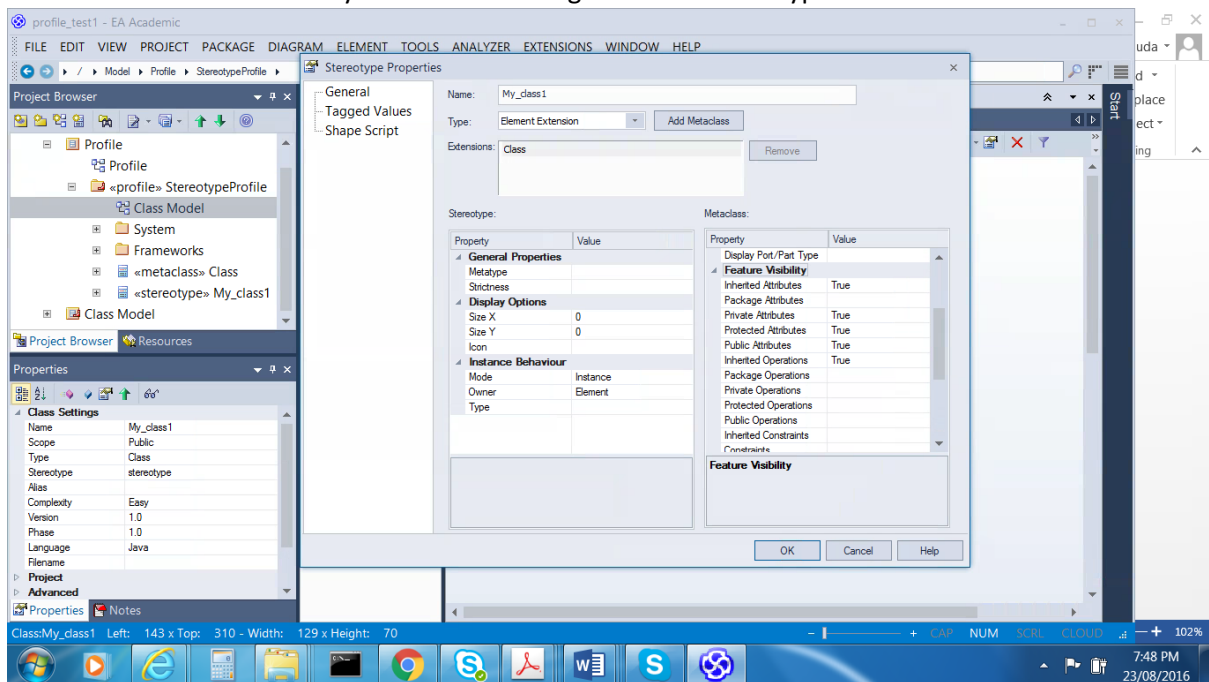 profile_test1 - EA Academic
FILE EDIT VIEW PROJECT PACKAGE DIAGRAM ELEMENT TOOLS ANALYZER EXTENSIONS WINDOW HELP
uda
/ Model Profile StereotypeProfile
Stereotype Properties
Project Browser
Profile
Profile
«profile» StereotypeProfile
Class Model
System
Frameworks
«metaclass» Class
«stereotype» My_class1
Class Model
Project Browser Resources
Properties
Class Settings
Name My_class1
Scope Public
Type Class
Stereotype stereotype
Alias
Complexity Easy
Version 1.0
Phase 1.0
Language Java
Filename
Project
Advanced
Properties Notes
General
Tagged Values
Shape Script
Name: My_class1
Type: Element Extension Add Metaclass
Extensions: Class Remove
Stereotype:
Property Value
General Properties
Metatype
Strictness
Display Options
Size X 0
Size Y 0
Icon
Instance Behaviour
Mode Instance
Owner Element
Type
Metaclass:
Property Value
Display Port/Part Type
Feature Visibility
Inherited Attributes True
Package Attributes
Private Attributes True
Protected Attributes True
Public Attributes True
Inherited Operations True
Package Operations
Private Operations
Protected Operations
Public Operations
Inherited Constraints
Constraints
Feature Visibility
OK Cancel Help
Start
d
place
ect
ing
Class:My_class1 Left: 143 x Top: 310 - Width: 129 x Height: 70
CAP NUM SCRL CLOUD
102%
7:48 PM
23/08/2016